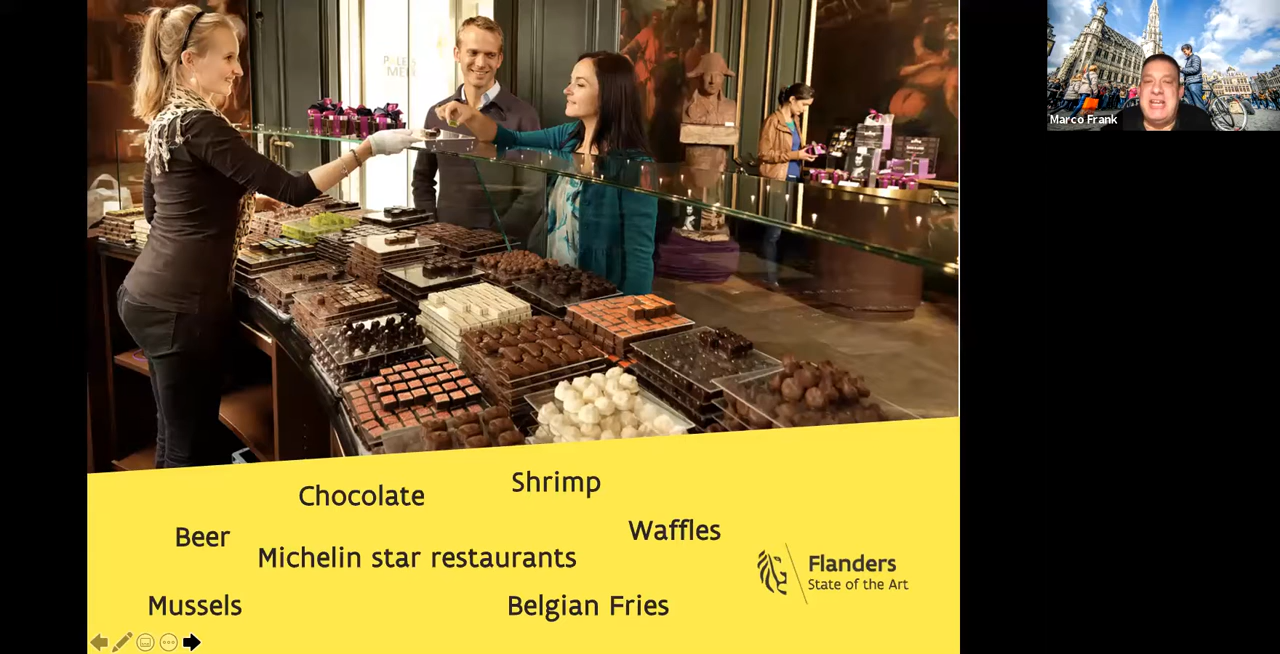 Marco Frank
Shrimp
Chocolate
Waffles
Beer
Michelin star restaurants
Flanders
State of the Art
Mussels
Belgian Fries